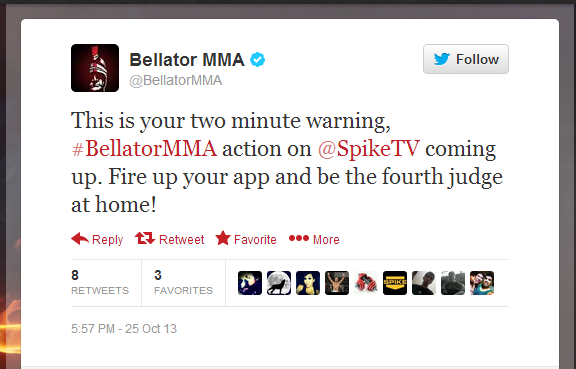 Bellator MMA
@BellatorMMA
Follow
This is your two minute warning,
#BellatorMMA action on @SpikeTV coming
up. Fire up your app and be the fourth judge
at home!
Reply Retweet Favorite More
8 3
RETWEETS FAVORITES
SPIKE
5:57 PM - 25 Oct 13